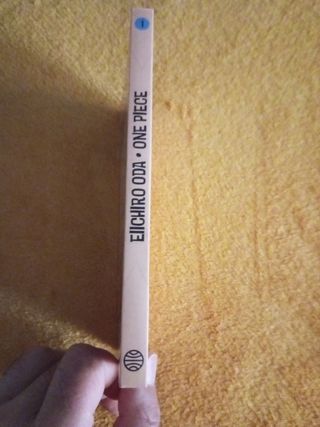 1
EIICHIRO ODA • ONE PIECE